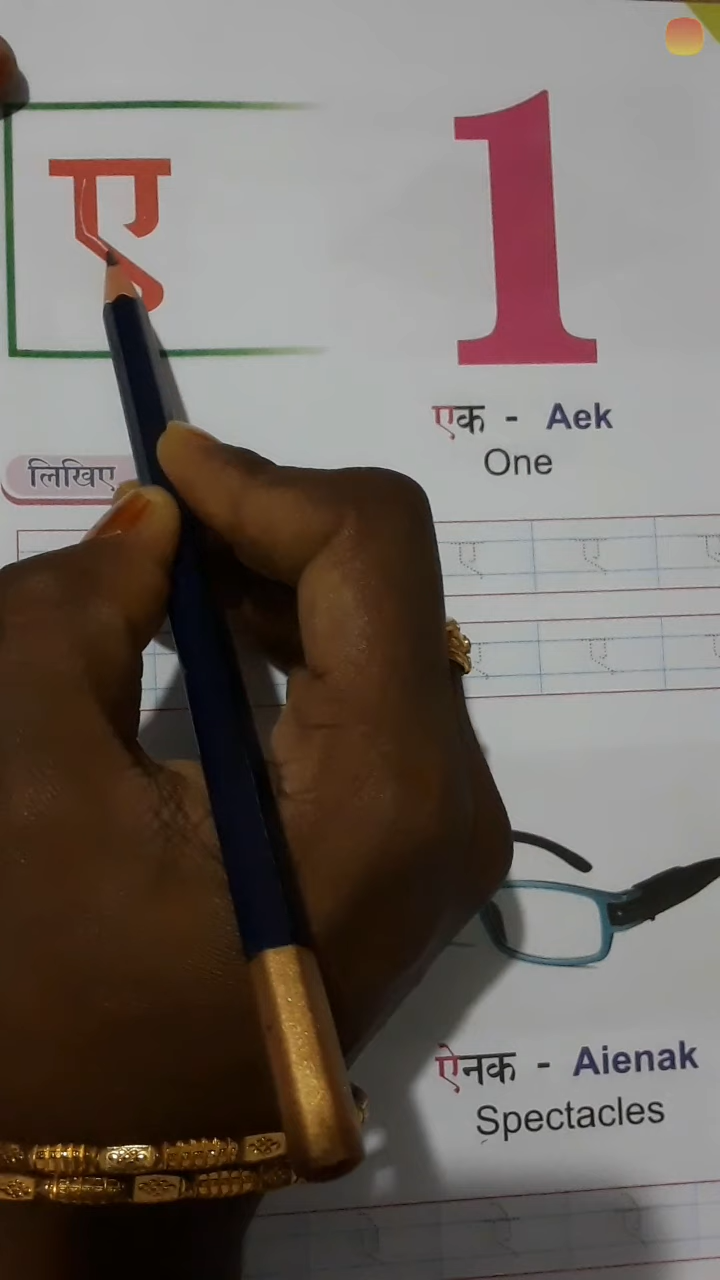 ए
1
एक - Aek
One
लिखिए
ए ए ए
ए ए ए
ऐनक - Aienak
Spectacles